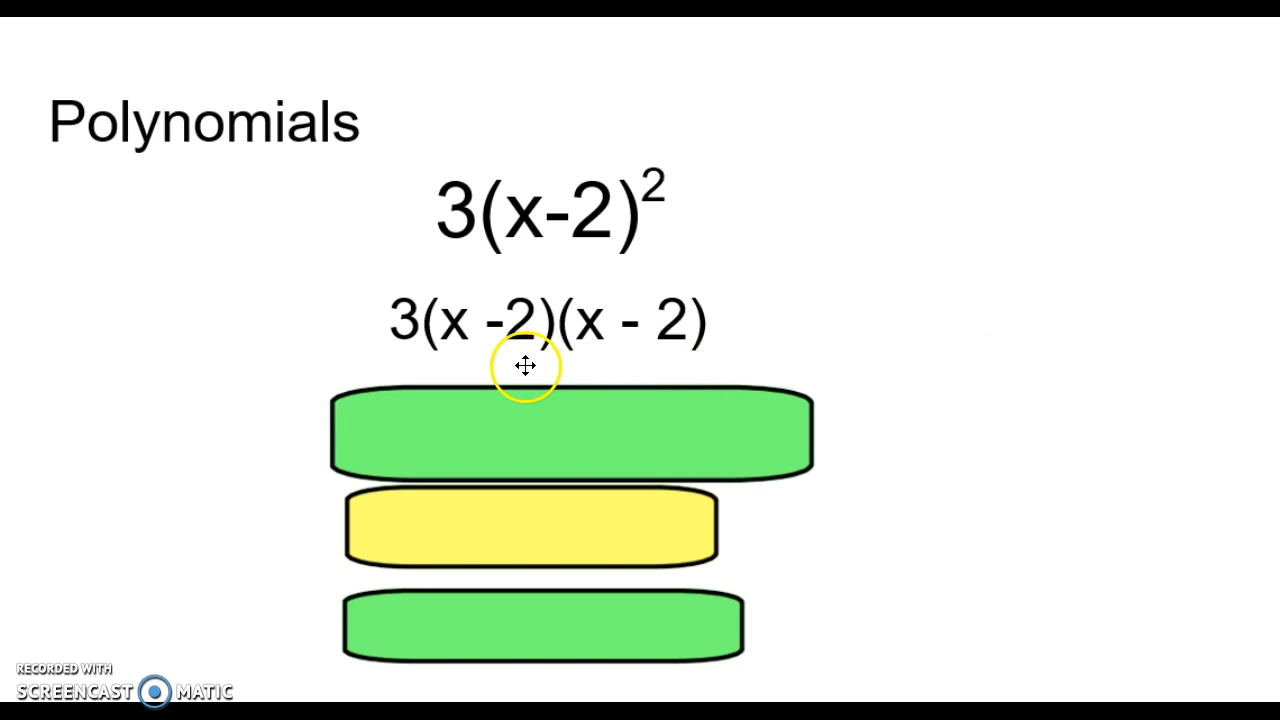 Polynomials
3(x-2)²
3(x -2)(x - 2)
RECORDED WITH
SCREENCAST MATIC